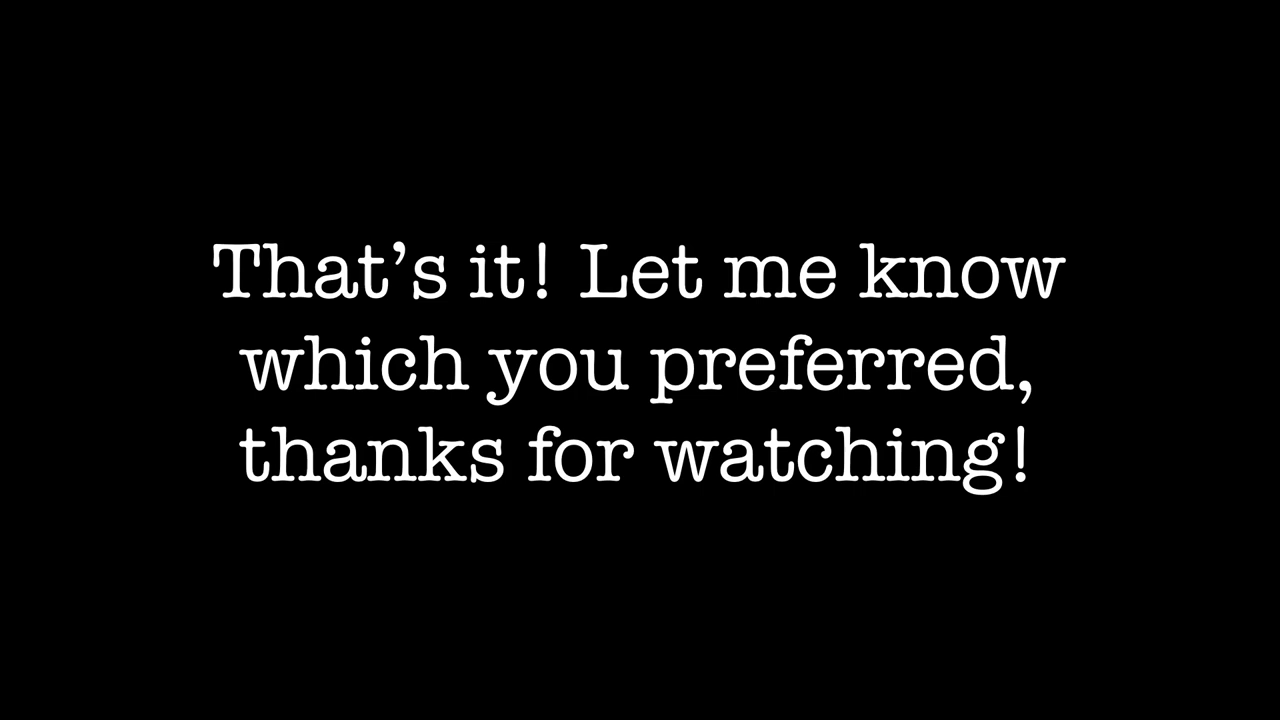 That’s it! Let me know
which you preferred,
thanks for watching!